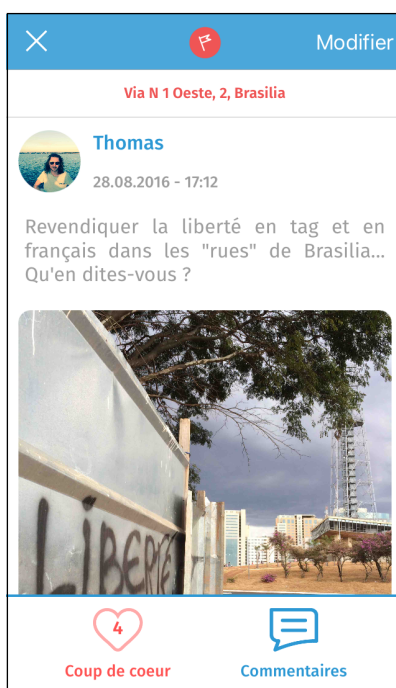 Modifier
Via N 1 Oeste, 2, Brasilia
Thomas
28.08.2016 - 17:12
Revendiquer la liberté en tag et en
français dans les "rues" de Brasilia...
Qu'en dites-vous ?
LiBERTÉ
4
Coup de coeur
Commentaires